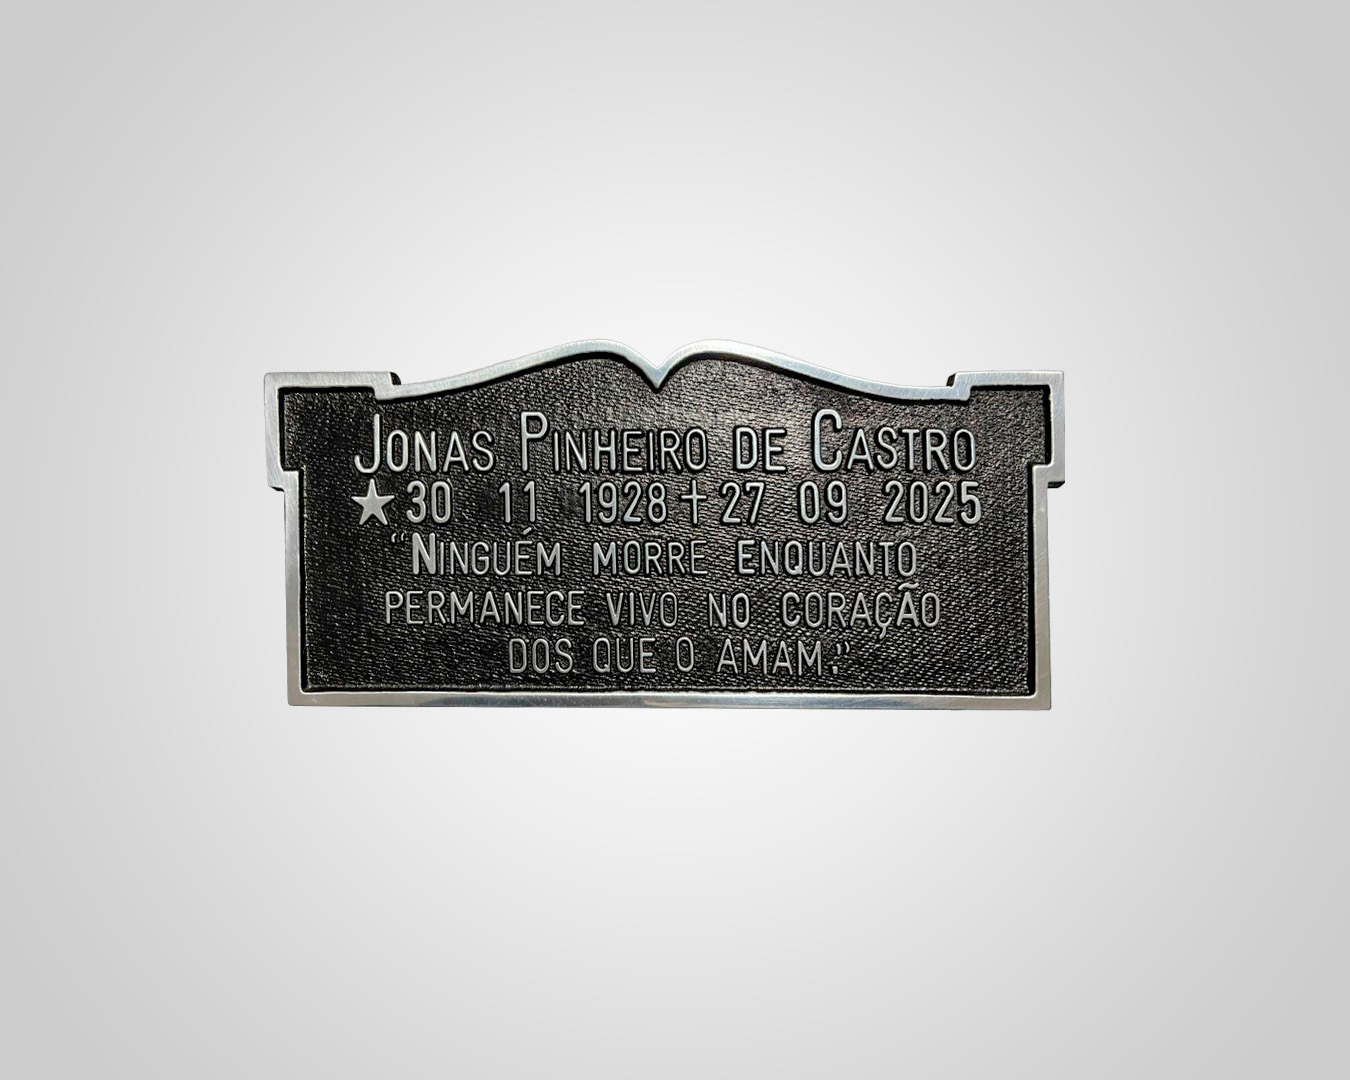 Jonas Pinheiro de Castro
★30 11 1928 ✝ 27 09 2025
“Ninguém morre enquanto
permanece vivo no coração
dos que o amam.”